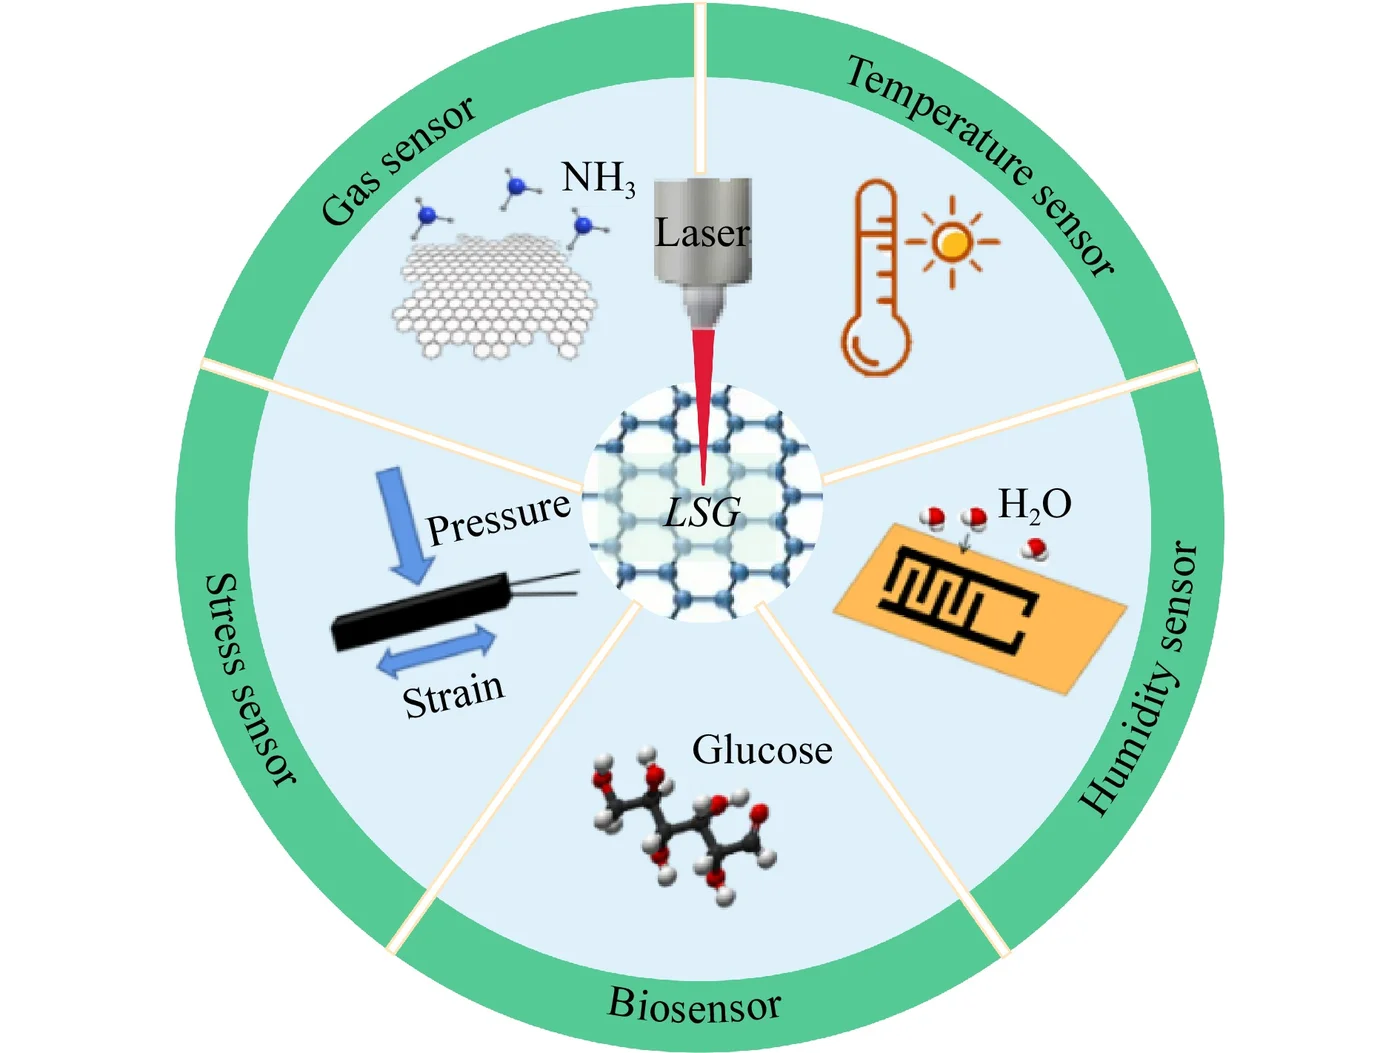 Gas sensor
Temperature sensor
NH₃
Laser
LSG
Pressure
Strain
Stress sensor
H₂O
Humidity sensor
Glucose
Biosensor